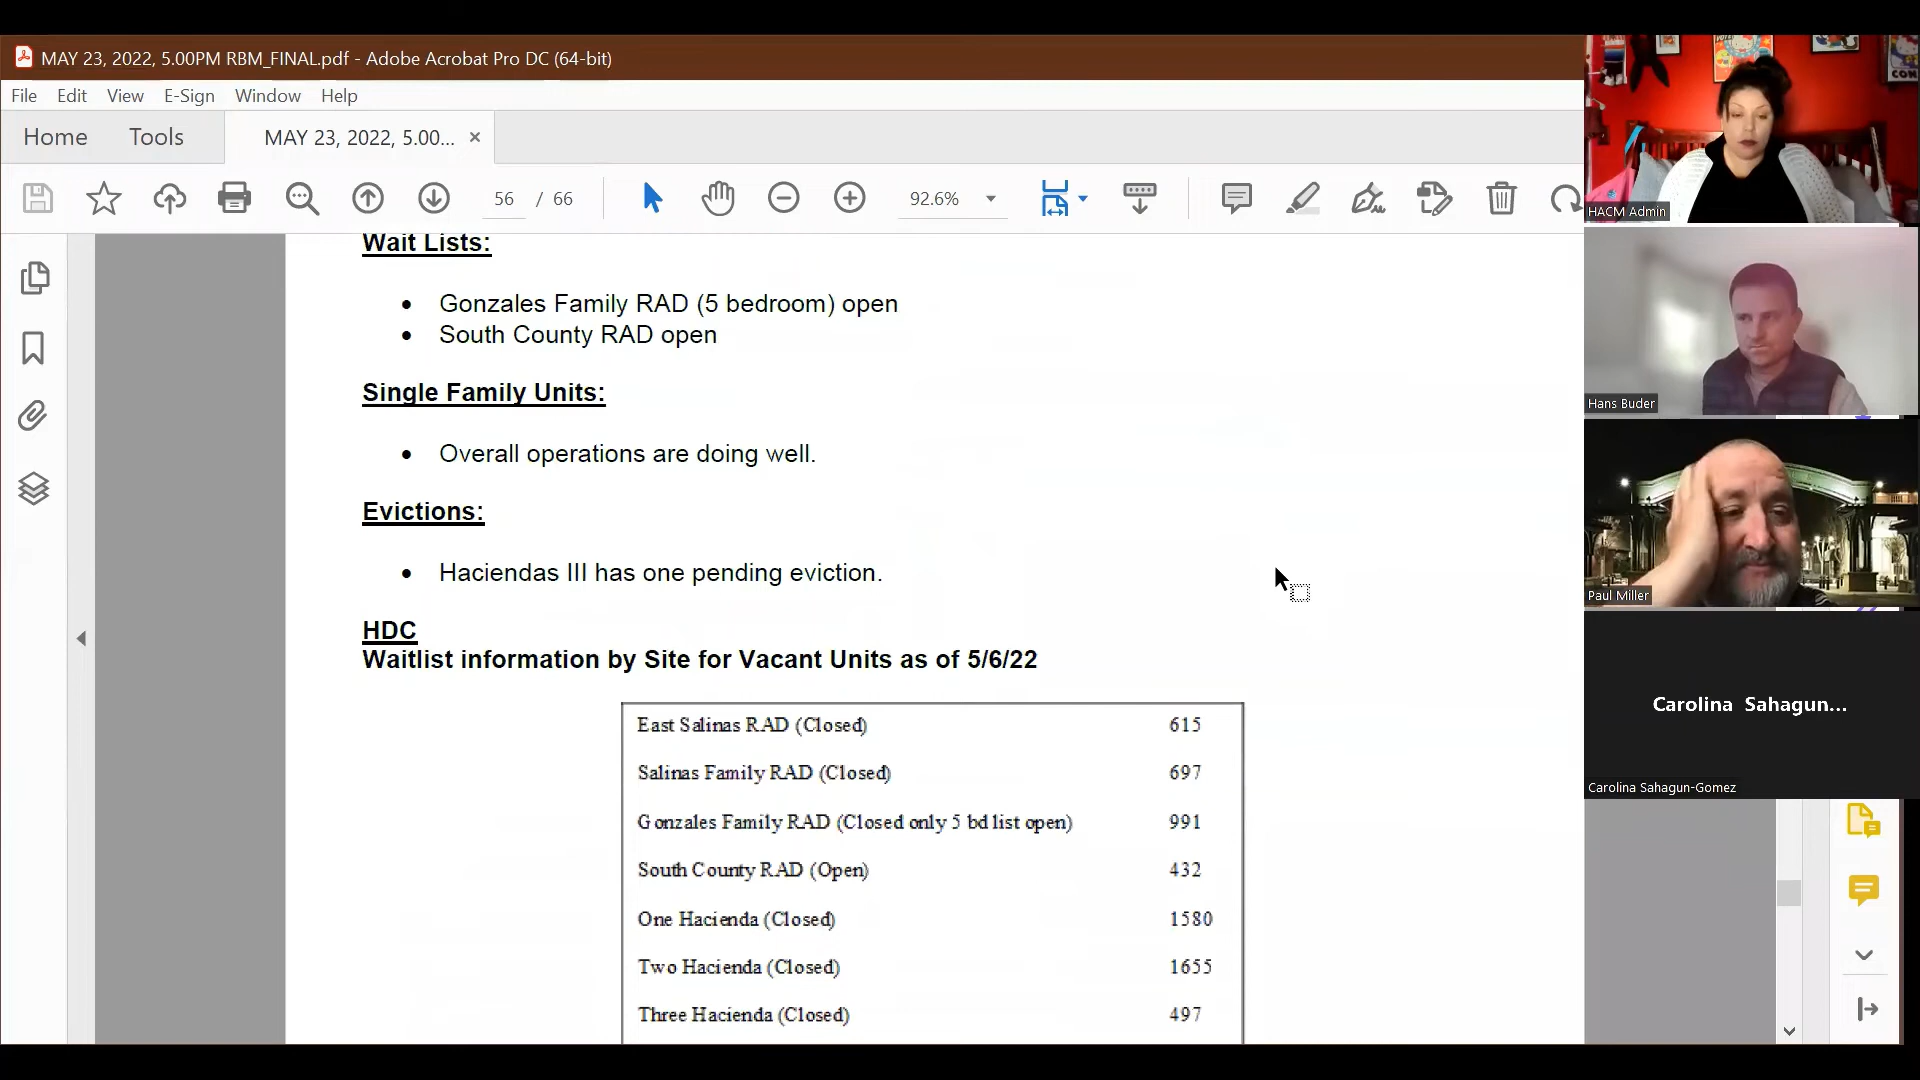 MAY 23, 2022, 5.00PM RBM_FINAL.pdf - Adobe Acrobat Pro DC (64-bit)
File Edit View E-Sign Window Help
Home Tools MAY 23, 2022, 5.00... ×
56 / 66 92.6%
Wait Lists:
• Gonzales Family RAD (5 bedroom) open
• South County RAD open
Single Family Units:
• Overall operations are doing well.
Evictions:
• Haciendas III has one pending eviction.
HDC
Waitlist information by Site for Vacant Units as of 5/6/22
East Salinas RAD (Closed) 615
Salinas Family RAD (Closed) 697
Gonzales Family RAD (Closed only 5 bd list open) 991
South County RAD (Open) 432
One Hacienda (Closed) 1580
Two Hacienda (Closed) 1655
Three Hacienda (Closed) 497
HACM Admin
Hans Buder
Paul Miller
Carolina Sahagun...
Carolina Sahagun-Gomez